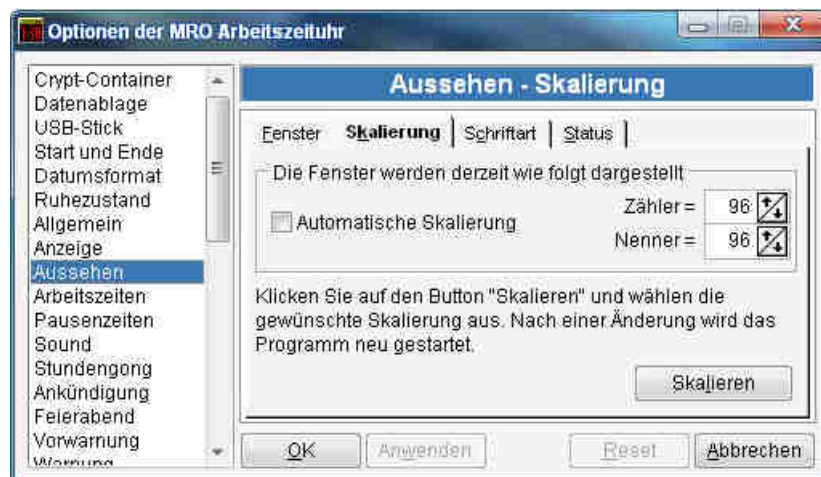 Optionen der MRO Arbeitszeituhr
Crypt-Container
Datenablage
USB-Stick
Start und Ende
Datumsformat
Ruhezustand
Allgemein
Anzeige
Aussehen
Arbeitszeiten
Pausenzeiten
Sound
Stundengong
Ankündigung
Feierabend
Vorwarnung
Warnung
Aussehen - Skalierung
Fenster Skalierung Schriftart Status
Die Fenster werden derzeit wie folgt dargestellt
Automatische Skalierung
Zähler = 96
Nenner = 96
Klicken Sie auf den Button "Skalieren" und wählen die
gewünschte Skalierung aus. Nach einer Änderung wird das
Programm neu gestartet.
Skalieren
OK Anwenden Reset Abbrechen